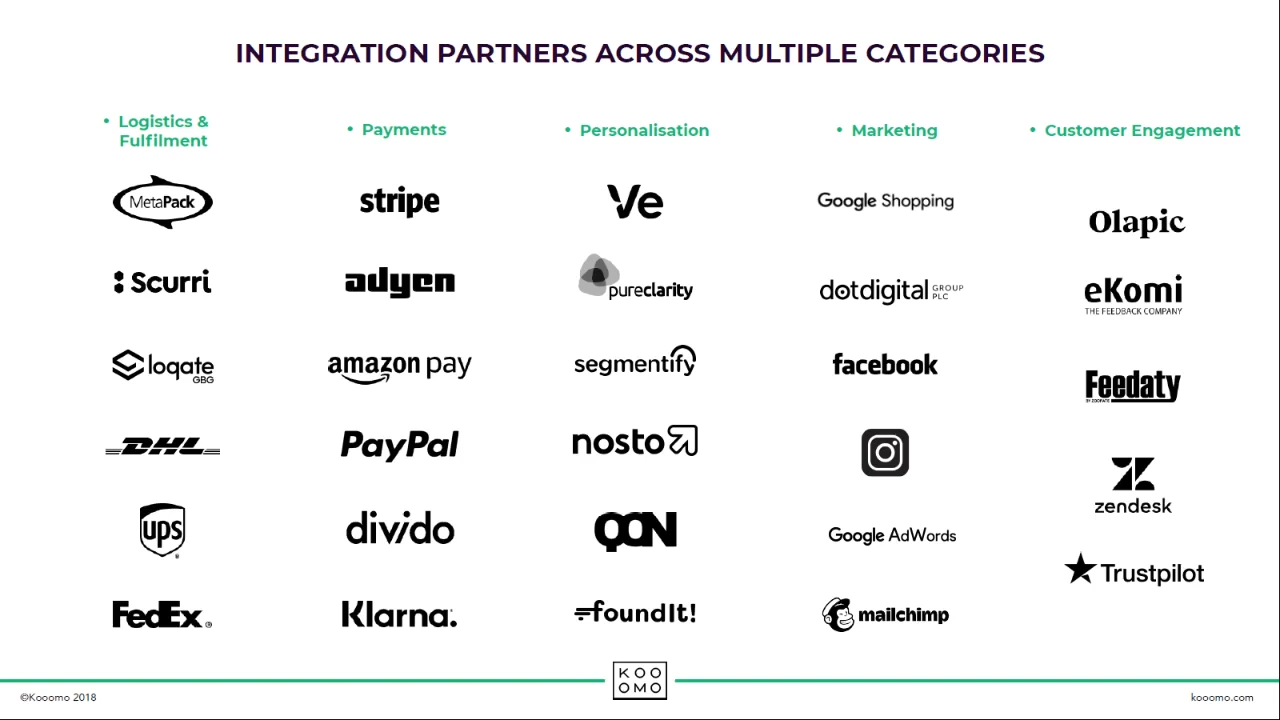 INTEGRATION PARTNERS ACROSS MULTIPLE CATEGORIES
• Logistics &
Fulfilment
MetaPack
Scurri
loqate
GBG
DHL
ups
FedEx®
• Payments
stripe
adyen
amazon pay
PayPal
divido
Klarna.
• Personalisation
Ve
pureclarity
segmentify
nosto
foundIt!
• Marketing
Google Shopping
dotdigital GROUP
PLC
facebook
Google AdWords
mailchimp
• Customer Engagement
Olapic
eKomi
THE FEEDBACK COMPANY
Feedaty
zendesk
Trustpilot
©Kooomo 2018
KOO
OMO
kooomo.com